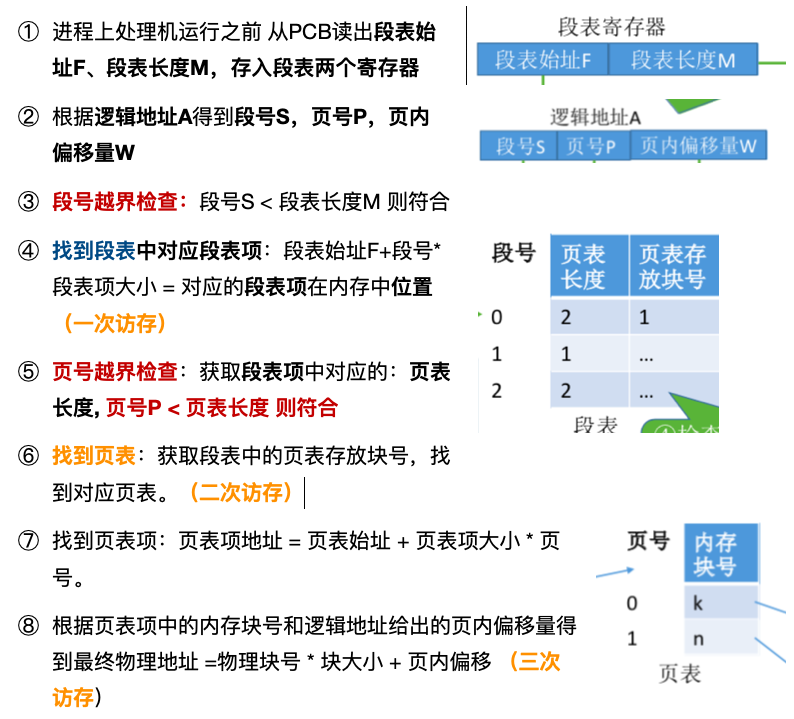 ① 进程上处理机运行之前 从PCB读出段表始
址F、段表长度M，存入段表两个寄存器
② 根据逻辑地址A得到段号S，页号P，页内
偏移量W
③ 段号越界检查：段号S < 段表长度M 则符合
④ 找到段表中对应段表项：段表始址F+段号*
段表项大小 = 对应的段表项在内存中位置
（一次访存）
⑤ 页号越界检查：获取段表项中对应的：页表
长度, 页号P < 页表长度 则符合
⑥ 找到页表：获取段表中的页表存放块号，找
到对应页表。（二次访存）
⑦ 找到页表项：页表项地址 = 页表始址 + 页表项大小 * 页
号。
⑧ 根据页表项中的内存块号和逻辑地址给出的页内偏移量得
到最终物理地址 =物理块号 * 块大小 + 页内偏移 （三次
访存）
段表寄存器
段表始址F 段表长度M
逻辑地址A
段号S 页号P 页内偏移量W
段号 页表长度 页表存放块号
0 2 1
1 1 ...
2 2 ...
段表
页号 内存块号
0 k
1 n
页表